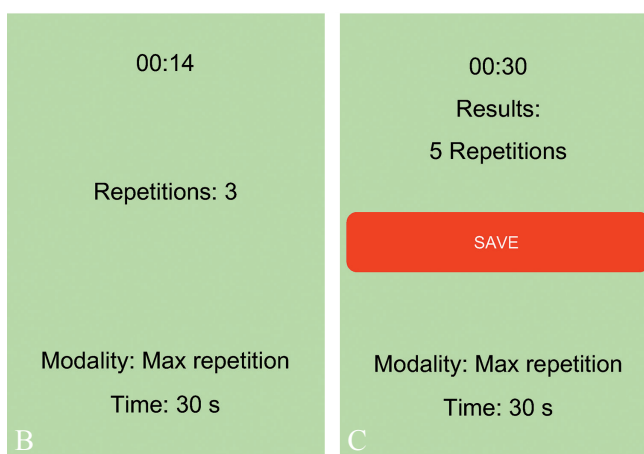 00:14
Repetitions: 3
Modality: Max repetition
Time: 30 s
B
00:30
Results:
5 Repetitions
SAVE
Modality: Max repetition
Time: 30 s
C